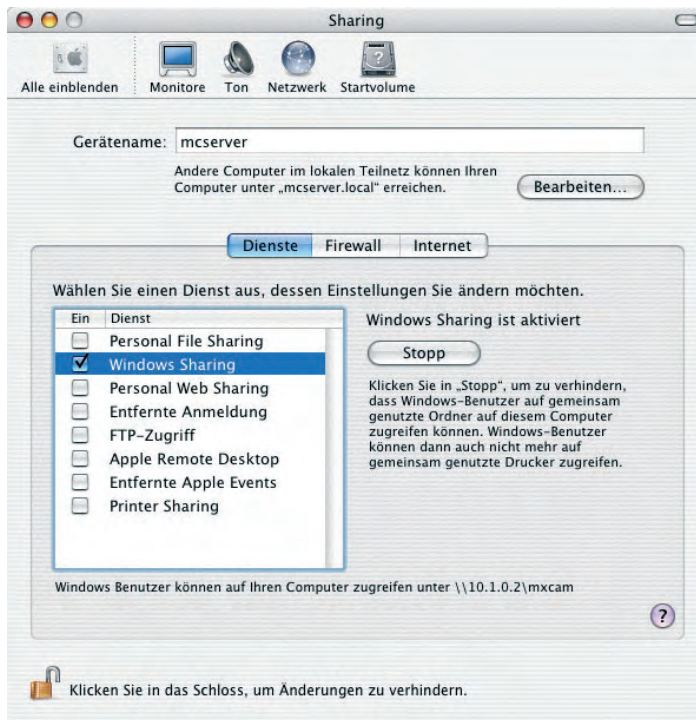 Sharing
Alle einblenden
Monitore
Ton
Netzwerk
Startvolume
Gerätename: mcserver
Andere Computer im lokalen Teilnetz können Ihren
Computer unter „mcserver.local“ erreichen.
Bearbeiten...
Dienste
Firewall
Internet
Wählen Sie einen Dienst aus, dessen Einstellungen Sie ändern möchten.
Ein Dienst
Personal File Sharing
Windows Sharing
Personal Web Sharing
Entfernte Anmeldung
FTP-Zugriff
Apple Remote Desktop
Entfernte Apple Events
Printer Sharing
Windows Sharing ist aktiviert
Stopp
Klicken Sie in „Stopp“, um zu verhindern,
dass Windows-Benutzer auf gemeinsam
genutzte Ordner auf diesem Computer
zugreifen können. Windows-Benutzer
können dann auch nicht mehr auf
gemeinsam genutzte Drucker zugreifen.
Windows Benutzer können auf Ihren Computer zugreifen unter \\10.1.0.2\mxcam
?
Klicken Sie in das Schloss, um Änderungen zu verhindern.